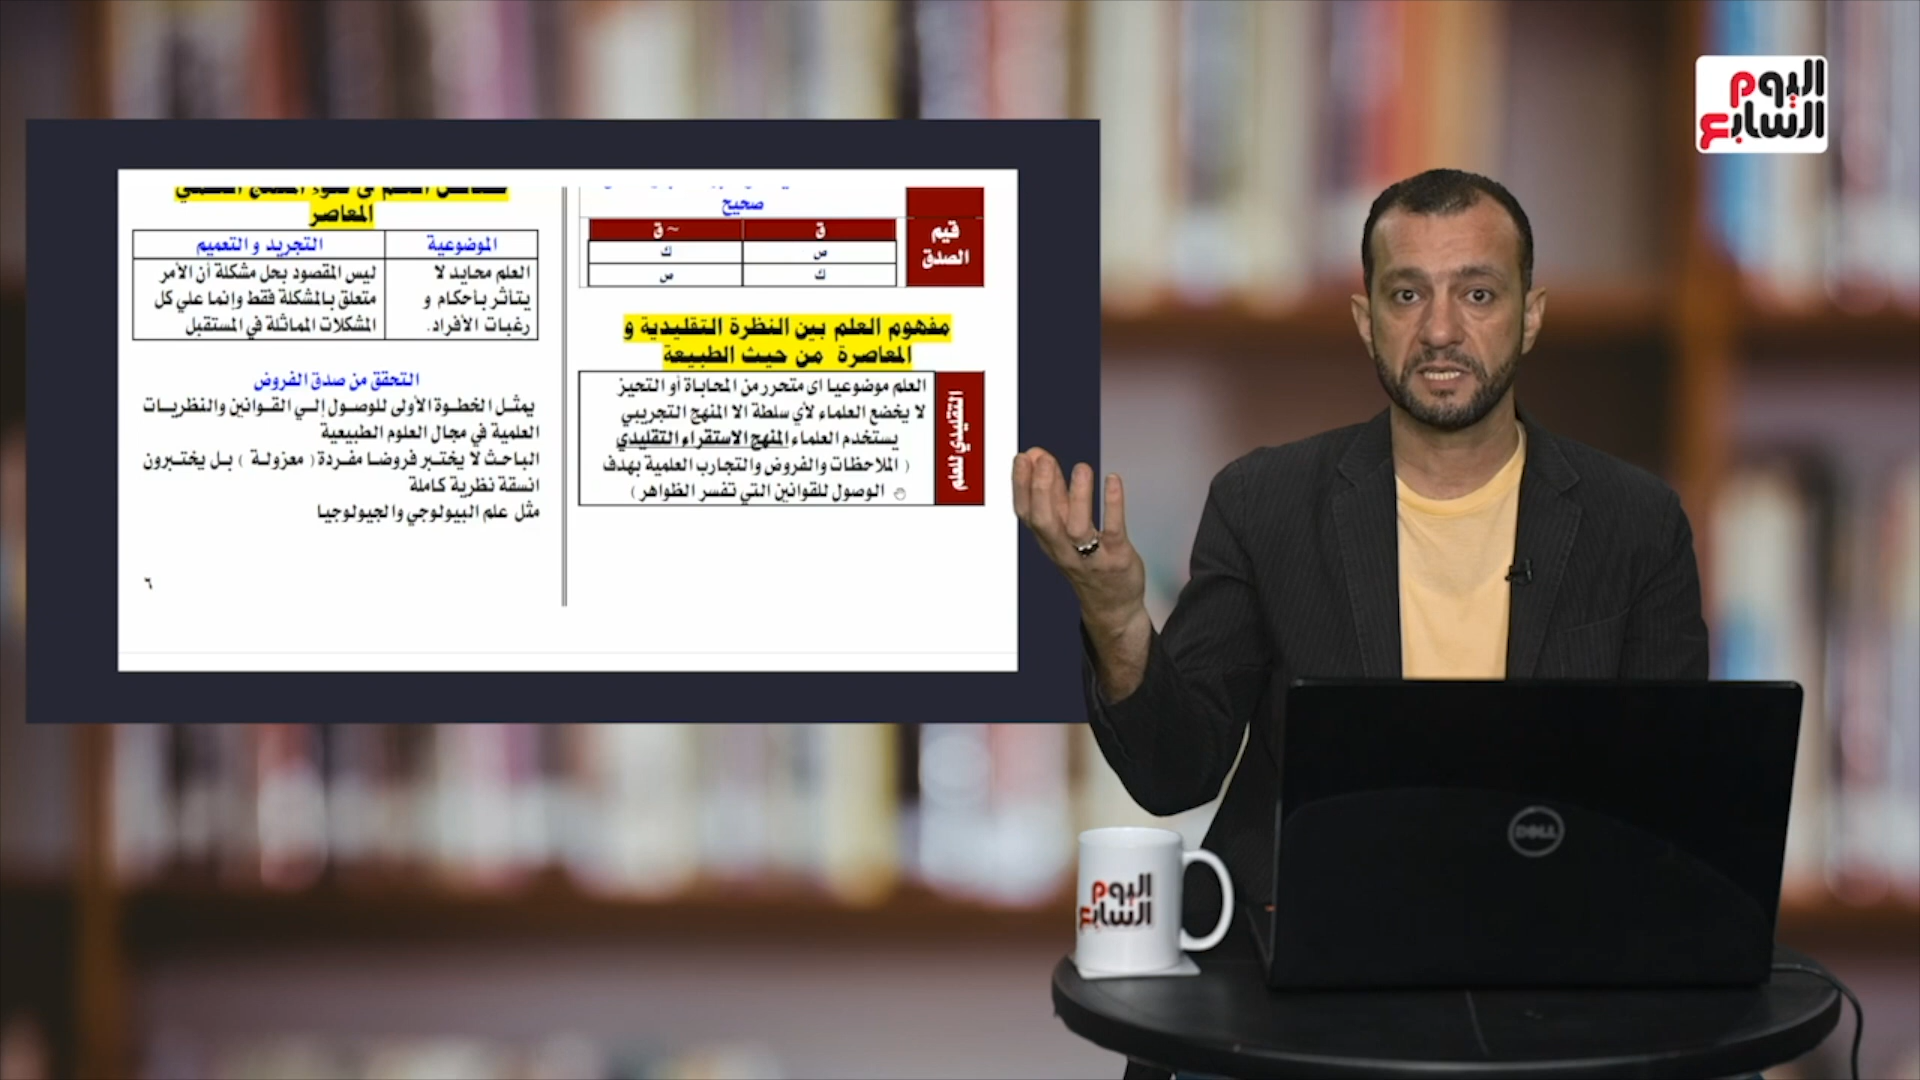 اليوم
السابع
صحيح
قيم
الصدق
ق
~ ق
ص
ك
ك
ص
مفهوم العلم بين النظرة التقليدية و
المعاصرة من حيث الطبيعة
التقليدي للعلم
العلم موضوعيا اى متحرر من المحاباة أو التحيز
لا يخضع العلماء لأي سلطة الا المنهج التجريبي
يستخدم العلماء المنهج الاستقراء التقليدي
( الملاحظات والفروض والتجارب العلمية بهدف
الوصول للقوانين التي تفسر الظواهر )
المعاصر
الموضوعية
التجريد و التعميم
العلم محايد لا
يتأثر بأحكام و
رغبات الأفراد.
ليس المقصود بحل مشكلة أن الأمر
متعلق بالمشكلة فقط وإنما علي كل
المشكلات المماثلة في المستقبل
التحقق من صدق الفروض
يمثل الخطوة الأولى للوصول إلي القوانين والنظريات
العلمية في مجال العلوم الطبيعية
الباحث لا يختبر فروضا مفردة ( معزولة ) بل يختبرون
انسقة نظرية كاملة
مثل علم البيولوجي والجيولوجيا
٦
DELL
اليوم
السابع